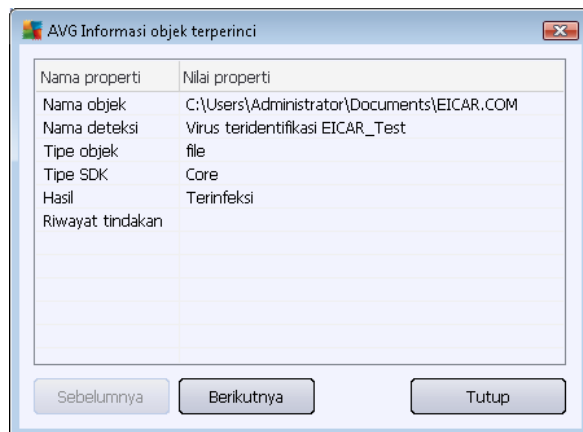 AVG Informasi objek terperinci
Nama properti Nilai properti
Nama objek C:\Users\Administrator\Documents\EICAR.COM
Nama deteksi Virus teridentifikasi EICAR_Test
Tipe objek file
Tipe SDK Core
Hasil Terinfeksi
Riwayat tindakan
Sebelumnya Berikutnya Tutup